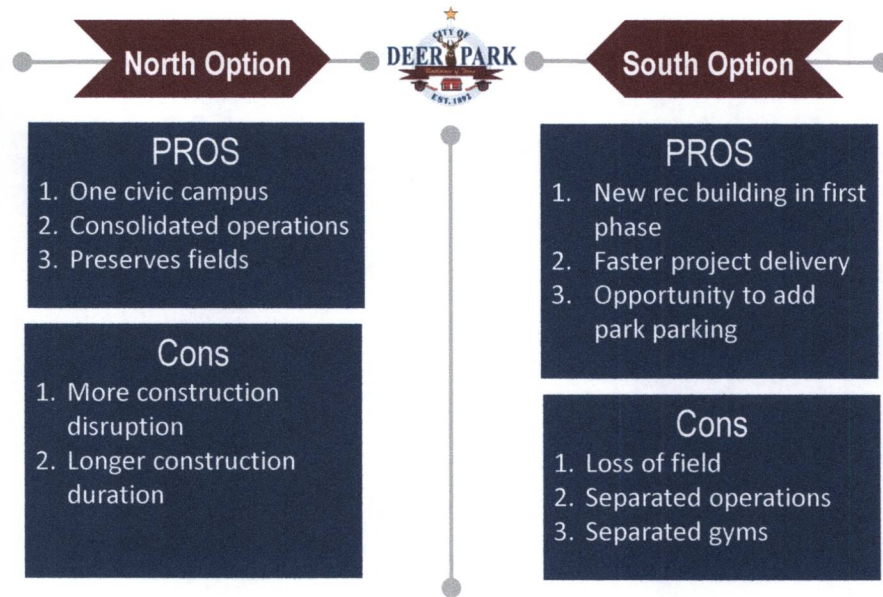 North Option
CITY OF
DEER PARK
EST. 1892
South Option
PROS
1. One civic campus
2. Consolidated operations
3. Preserves fields
Cons
1. More construction
disruption
2. Longer construction
duration
PROS
1. New rec building in first
phase
2. Faster project delivery
3. Opportunity to add
park parking
Cons
1. Loss of field
2. Separated operations
3. Separated gyms